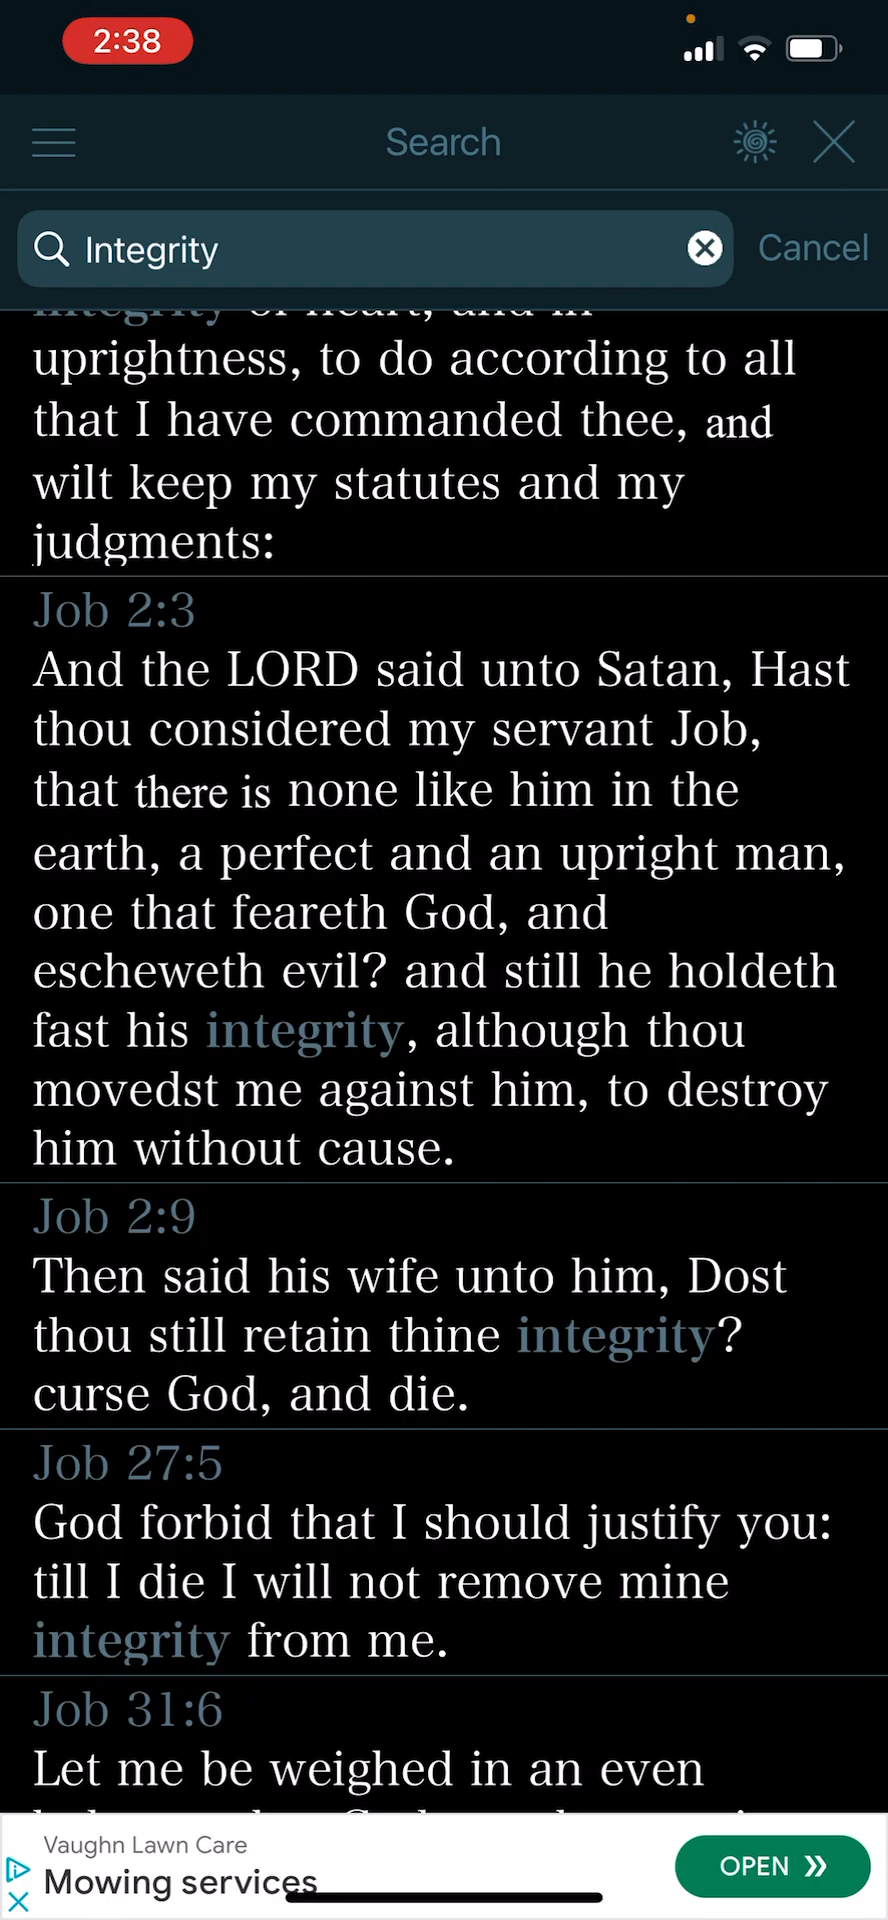 2:38
Search
Integrity
Cancel
integrity of heart, and in
uprightness, to do according to all
that I have commanded thee, and
wilt keep my statutes and my
judgments:
Job 2:3
And the LORD said unto Satan, Hast
thou considered my servant Job,
that there is none like him in the
earth, a perfect and an upright man,
one that feareth God, and
escheweth evil? and still he holdeth
fast his integrity, although thou
movedst me against him, to destroy
him without cause.
Job 2:9
Then said his wife unto him, Dost
thou still retain thine integrity?
curse God, and die.
Job 27:5
God forbid that I should justify you:
till I die I will not remove mine
integrity from me.
Job 31:6
Let me be weighed in an even
Vaughn Lawn Care
Mowing services
OPEN